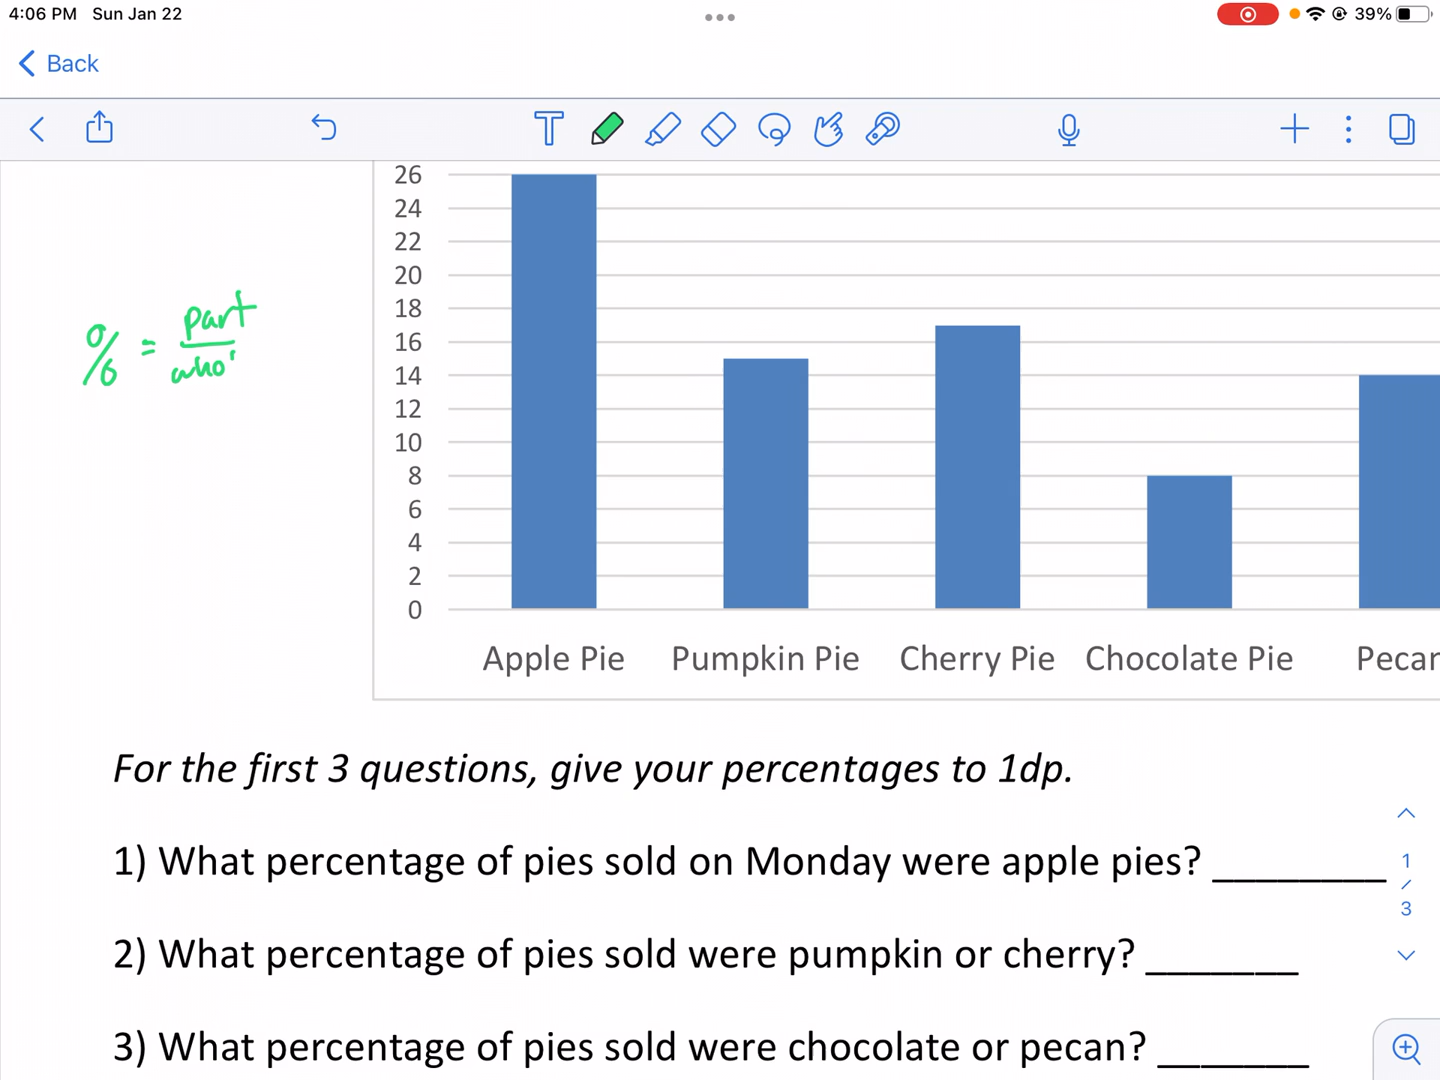 4:06 PM Sun Jan 22
39%
Back
26
24
22
20
18
16
14
12
10
8
6
4
2
0
% = part
Apple Pie Pumpkin Pie Cherry Pie Chocolate Pie
For the first 3 questions, give your percentages to 1dp.
1) What percentage of pies sold on Monday were apple pies? ________
2) What percentage of pies sold were pumpkin or cherry? _______
3) What percentage of pies sold were chocolate or pecan? _______
1
/
3